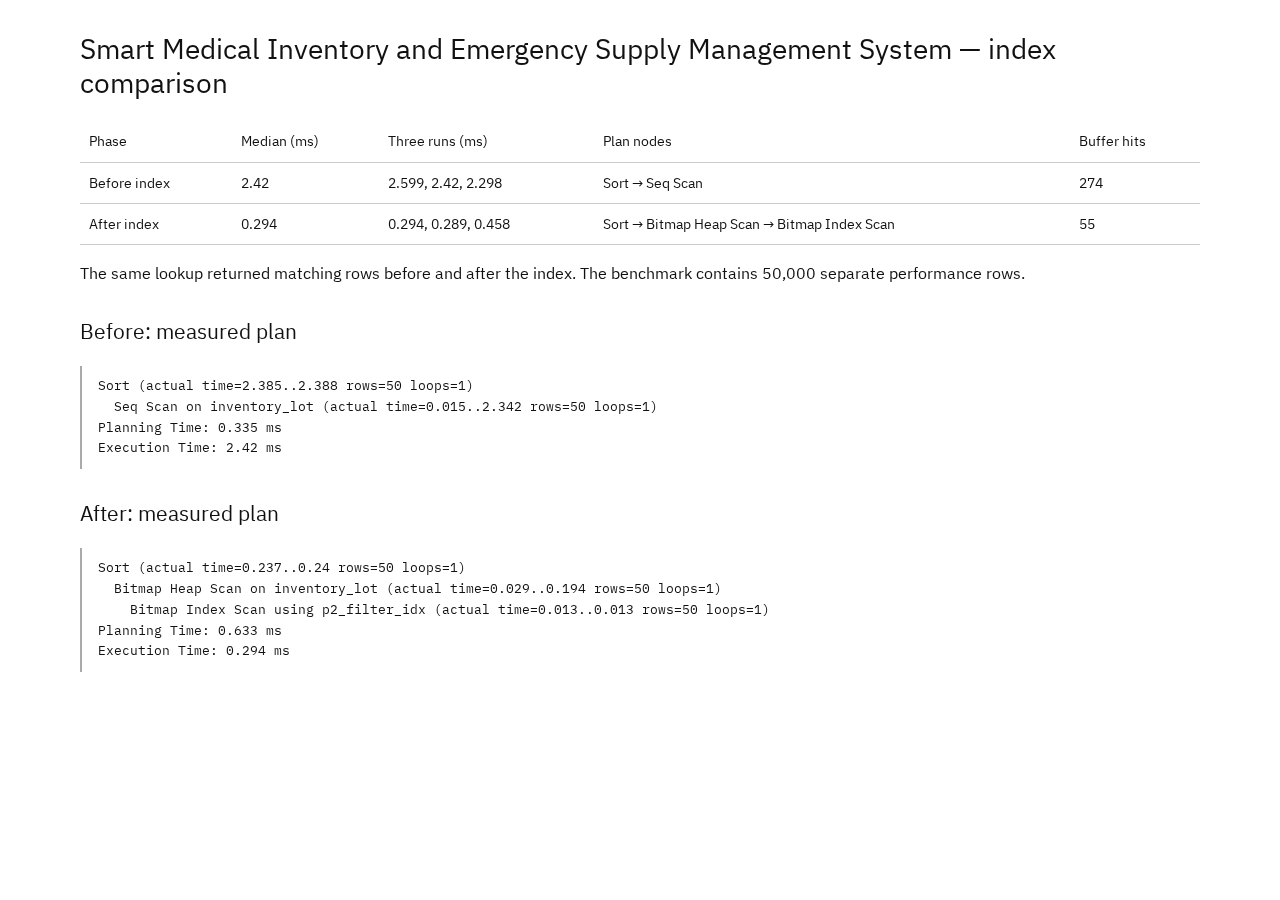 Smart Medical Inventory and Emergency Supply Management System — index
comparison
Phase Median (ms) Three runs (ms) Plan nodes Buffer hits
Before index 2.42 2.599, 2.42, 2.298 Sort → Seq Scan 274
After index 0.294 0.294, 0.289, 0.458 Sort → Bitmap Heap Scan → Bitmap Index Scan 55
The same lookup returned matching rows before and after the index. The benchmark contains 50,000 separate performance rows.
Before: measured plan
Sort (actual time=2.385..2.388 rows=50 loops=1)
  Seq Scan on inventory_lot (actual time=0.015..2.342 rows=50 loops=1)
Planning Time: 0.335 ms
Execution Time: 2.42 ms
After: measured plan
Sort (actual time=0.237..0.24 rows=50 loops=1)
  Bitmap Heap Scan on inventory_lot (actual time=0.029..0.194 rows=50 loops=1)
    Bitmap Index Scan using p2_filter_idx (actual time=0.013..0.013 rows=50 loops=1)
Planning Time: 0.633 ms
Execution Time: 0.294 ms